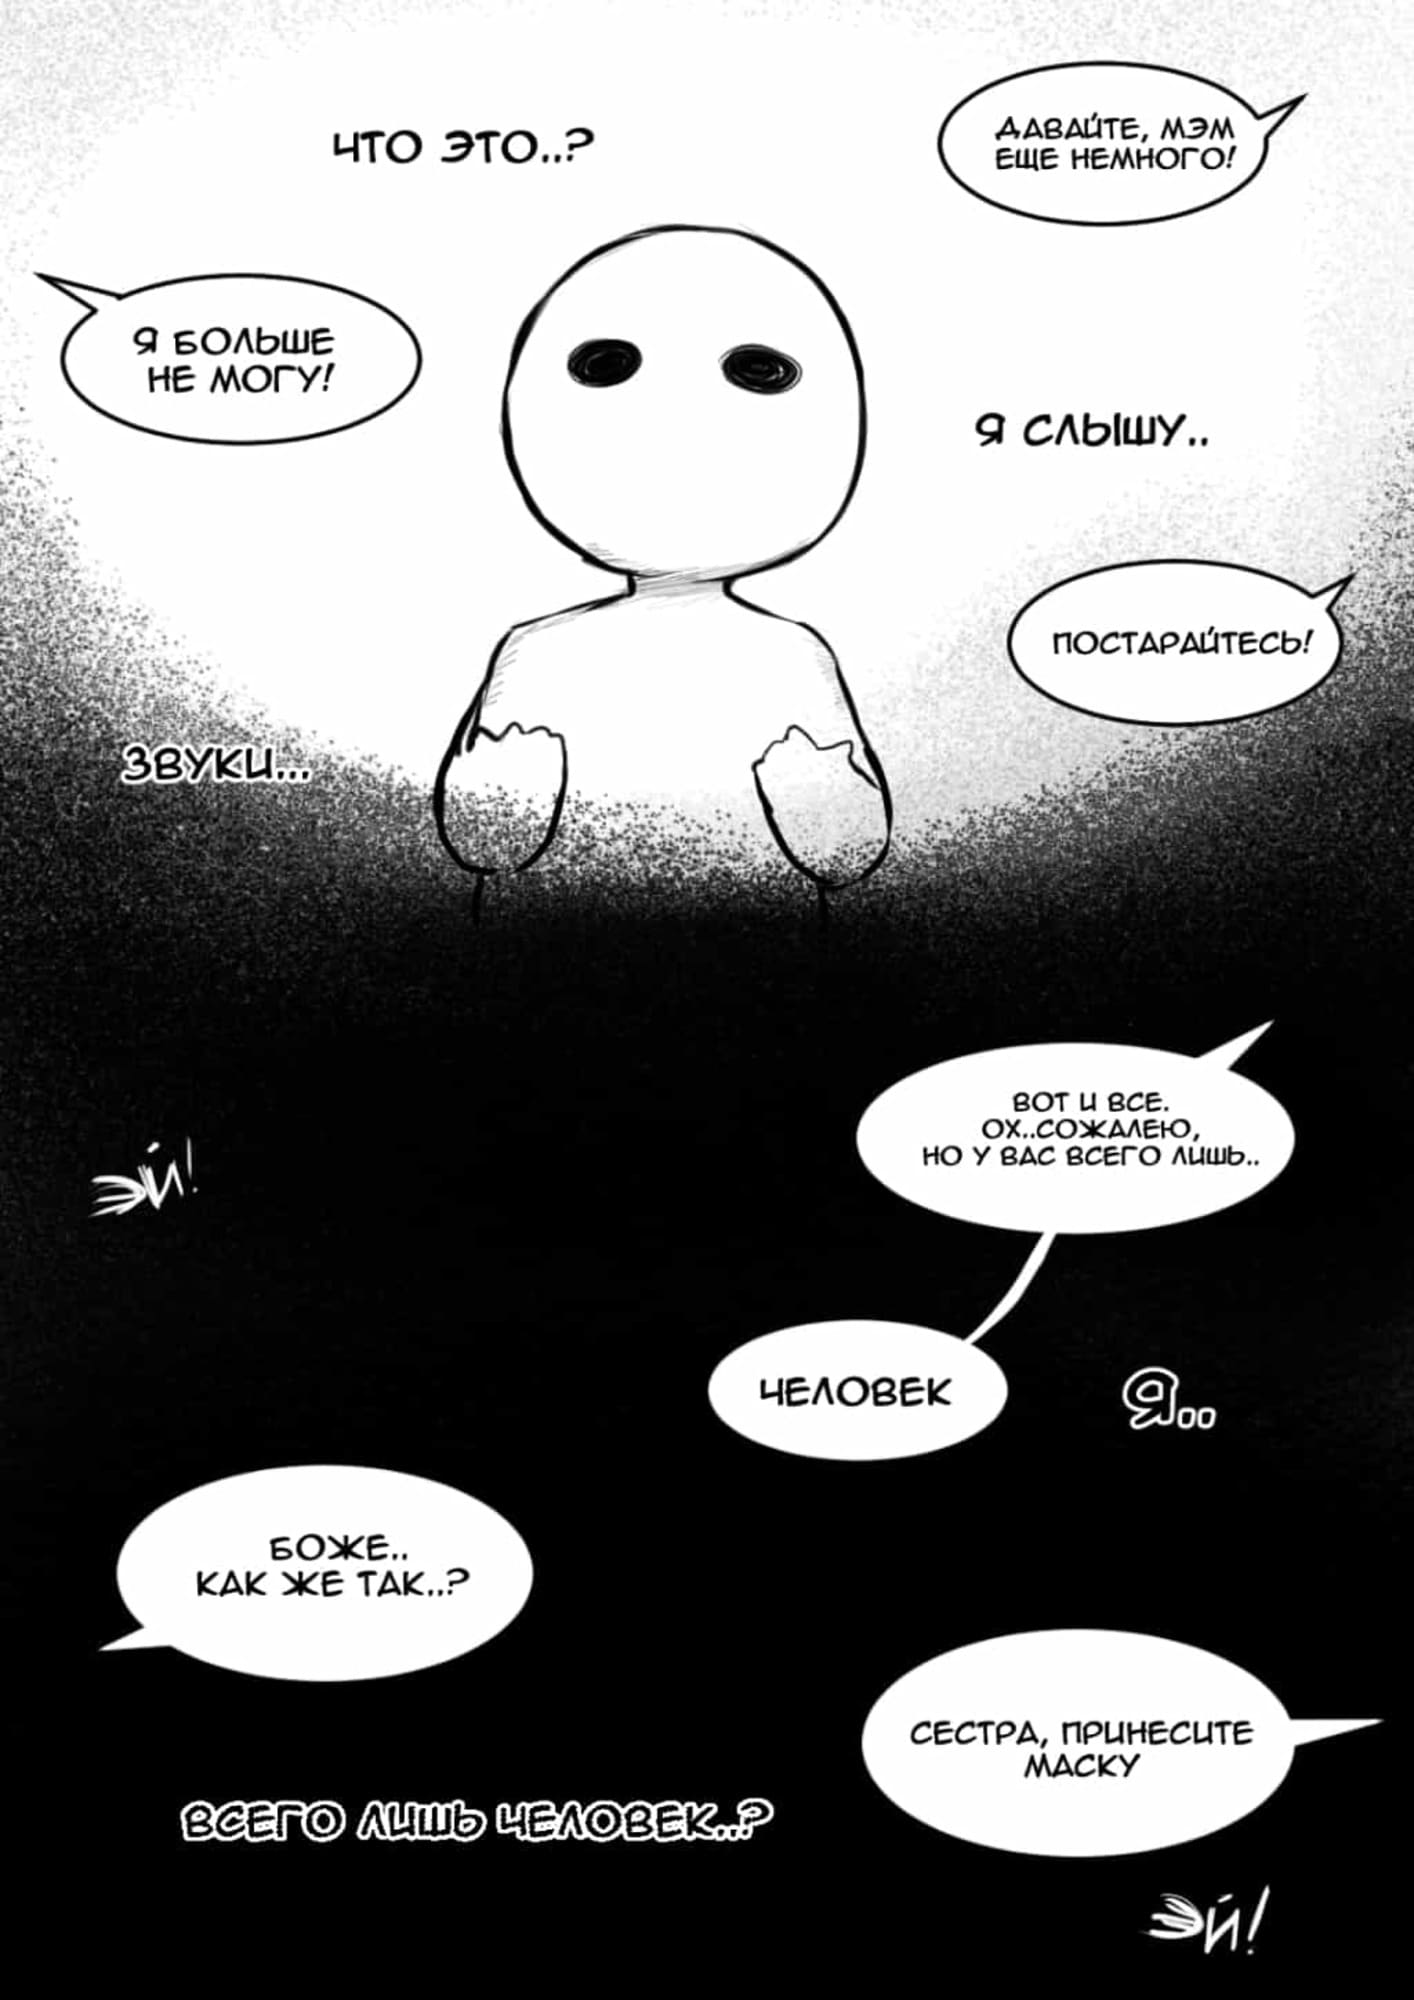 ЧТО ЭТО..?
ДАВАЙТЕ, МЭМ
ЕЩЕ НЕМНОГО!
Я БОЛЬШЕ
НЕ МОГУ!
Я СЛЫШУ..
ПОСТАРАЙТЕСЬ!
ЗВУКИ...
ВОТ И ВСЕ.
ОХ..СОЖАЛЕЮ,
НО У ВАС ВСЕГО ЛИШЬ..
ЭЙ!
ЧЕЛОВЕК
Я..
БОЖЕ..
КАК ЖЕ ТАК..?
СЕСТРА, ПРИНЕСИТЕ
МАСКУ
ВСЕГО ЛИШЬ ЧЕЛОВЕК..?
ЭЙ!